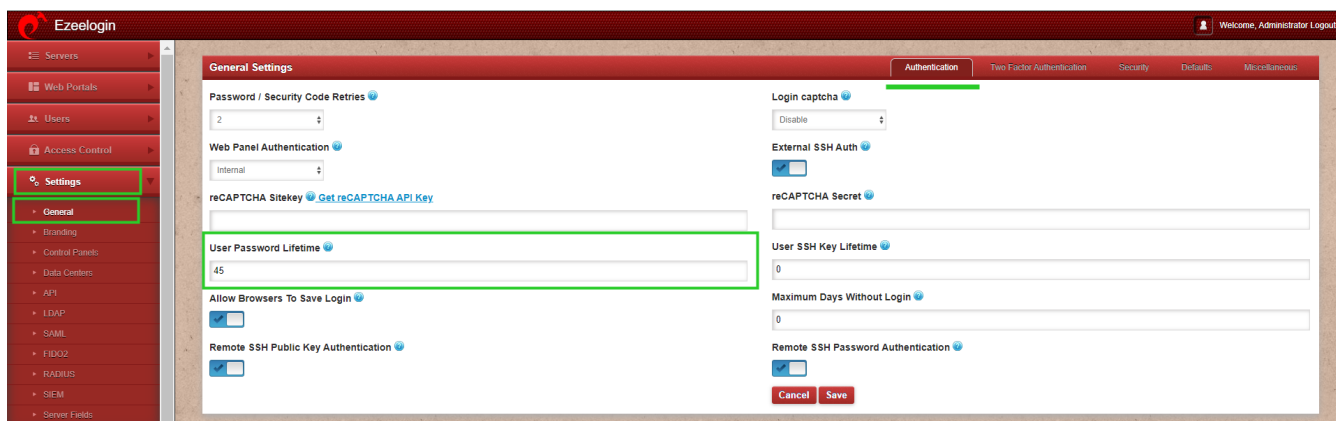 Ezeelogin
Welcome, Administrator Logout
Servers
Web Portals
Users
Access Control
Settings
General
Branding
Control Panels
Data Centers
API
LDAP
SAML
FIDO2
RADIUS
SIEM
Server Fields
General Settings
Authentication
Two Factor Authentication
Security
Defaults
Miscellaneous
Password / Security Code Retries
2
Login captcha
Disable
Web Panel Authentication
Internal
External SSH Auth
reCAPTCHA Sitekey Get reCAPTCHA API Key
reCAPTCHA Secret
User Password Lifetime
45
User SSH Key Lifetime
0
Allow Browsers To Save Login
Maximum Days Without Login
0
Remote SSH Public Key Authentication
Remote SSH Password Authentication
Cancel Save